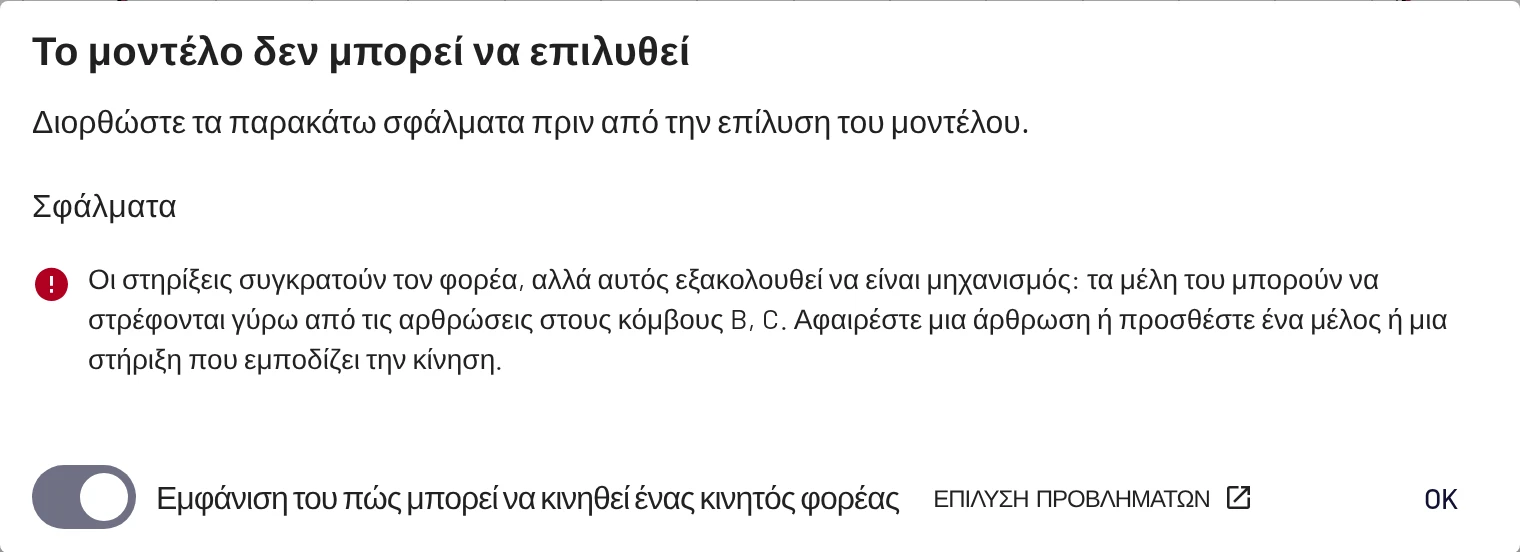 Το μοντέλο δεν μπορεί να επιλυθεί
Διορθώστε τα παρακάτω σφάλματα πριν από την επίλυση του μοντέλου.
Σφάλματα
Οι στηρίξεις συγκρατούν τον φορέα, αλλά αυτός εξακολουθεί να είναι μηχανισμός: τα μέλη του μπορούν να
στρέφονται γύρω από τις αρθρώσεις στους κόμβους B, C. Αφαιρέστε μια άρθρωση ή προσθέστε ένα μέλος ή μια
στήριξη που εμποδίζει την κίνηση.
Εμφάνιση του πώς μπορεί να κινηθεί ένας κινητός φορέας
ΕΠΙΛΥΣΗ ΠΡΟΒΛΗΜΑΤΩΝ
OK